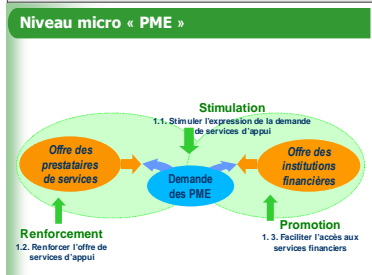 Niveau micro « PME »
Stimulation
1.1. Stimuler l'expression de la demande
de services d'appui
Offre des
prestataires
de services
Demande
des PME
Offre des
institutions
financières
Renforcement
1.2. Renforcer l'offre de
services d'appui
Promotion
1. 3. Faciliter l'accès aux
services financiers